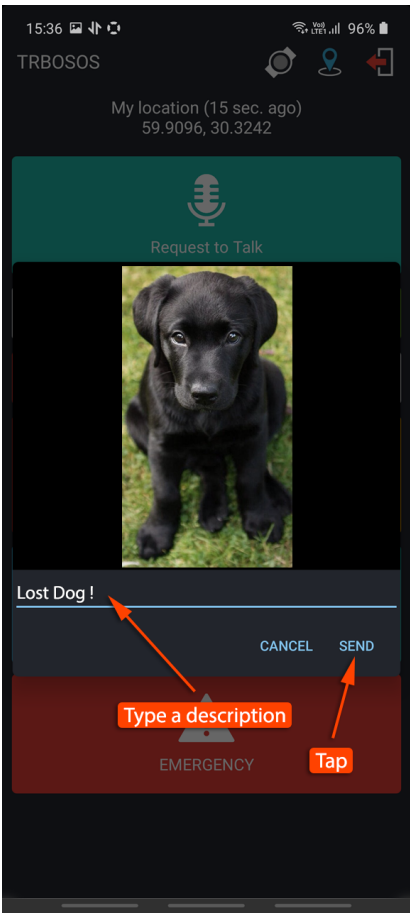 15:36 96%
TRBOSOS
My location (15 sec. ago)
59.9096, 30.3242
Request to Talk
Lost Dog !
CANCEL SEND
Type a description
Tap
EMERGENCY